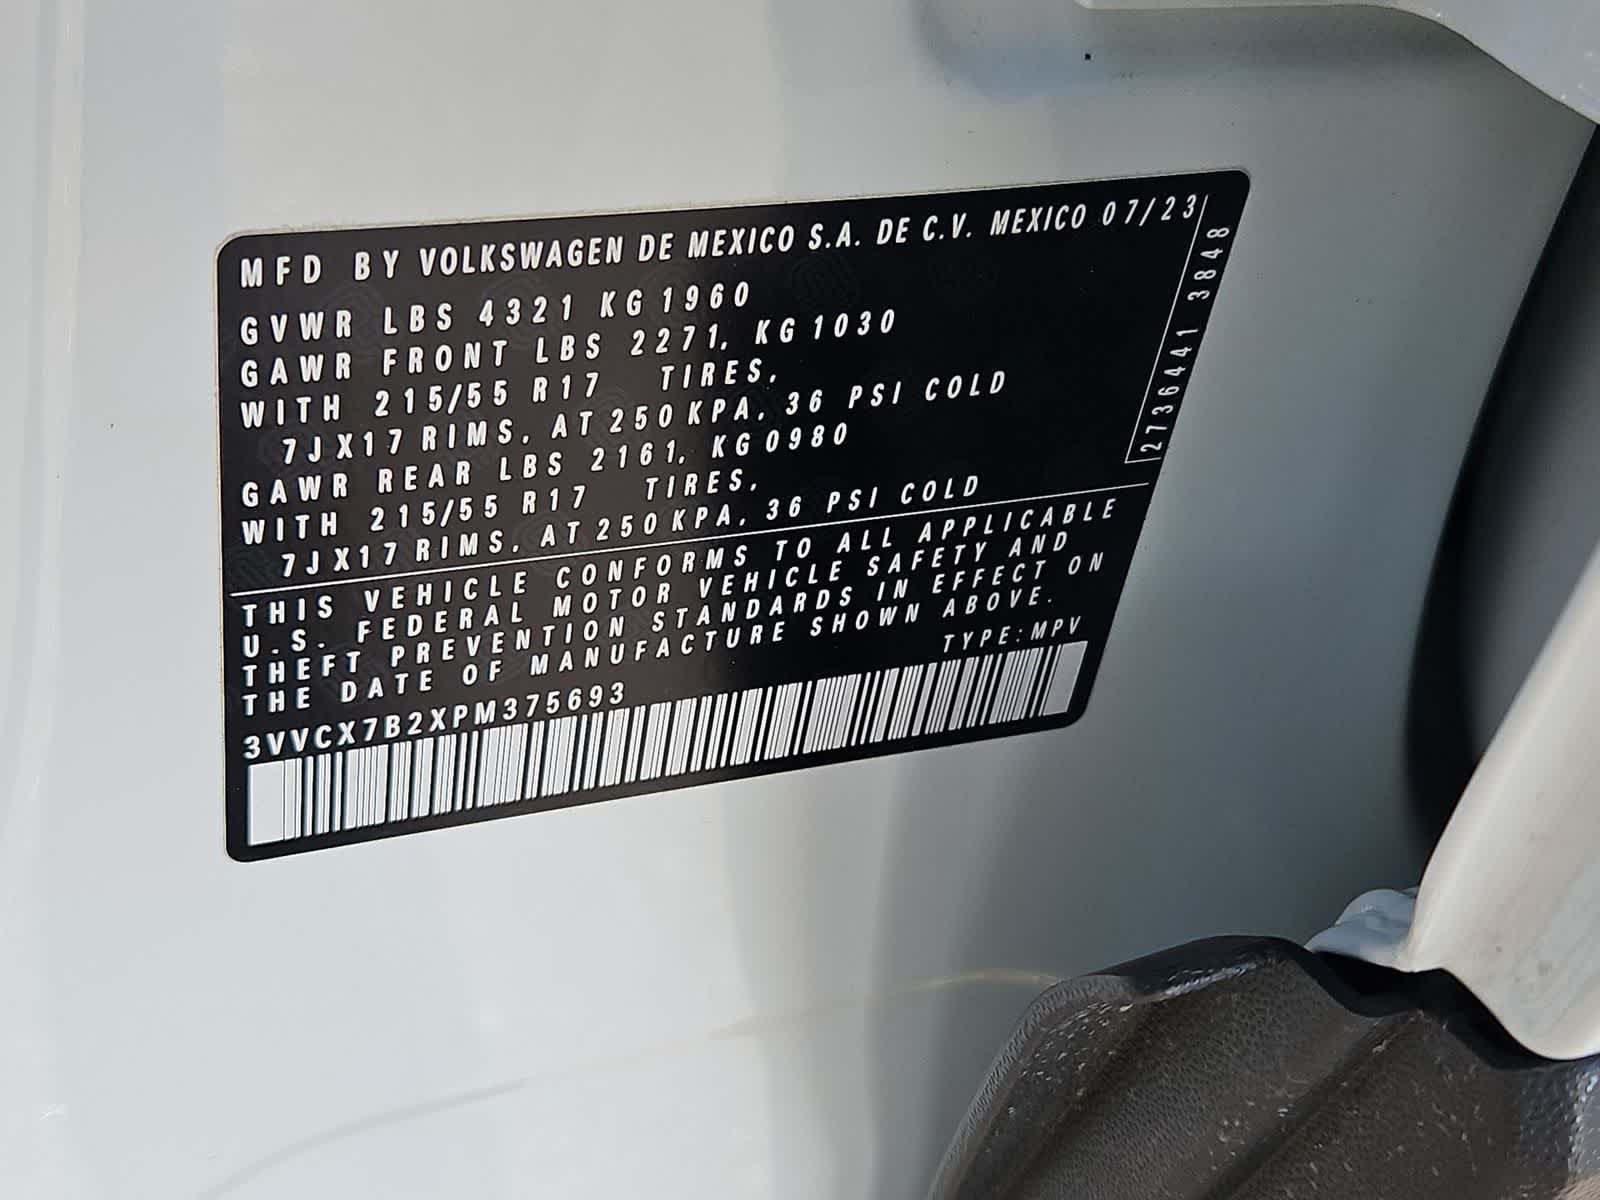 MFD BY VOLKSWAGEN DE MEXICO S.A. DE C.V. MEXICO 07/23
GVWR LBS 4321 KG 1960
GAWR FRONT LBS 2271, KG 1030
WITH 215/55 R17 TIRES,
7JX17 RIMS, AT 250 KPA, 36 PSI COLD
GAWR REAR LBS 2161, KG 0980
WITH 215/55 R17 TIRES,
7JX17 RIMS, AT 250 KPA, 36 PSI COLD
THIS VEHICLE CONFORMS TO ALL APPLICABLE
U.S. FEDERAL MOTOR VEHICLE SAFETY AND
THEFT PREVENTION STANDARDS IN EFFECT ON
THE DATE OF MANUFACTURE SHOWN ABOVE.
TYPE: MPV
3VVCX7B2XPM375693
2736441 3848